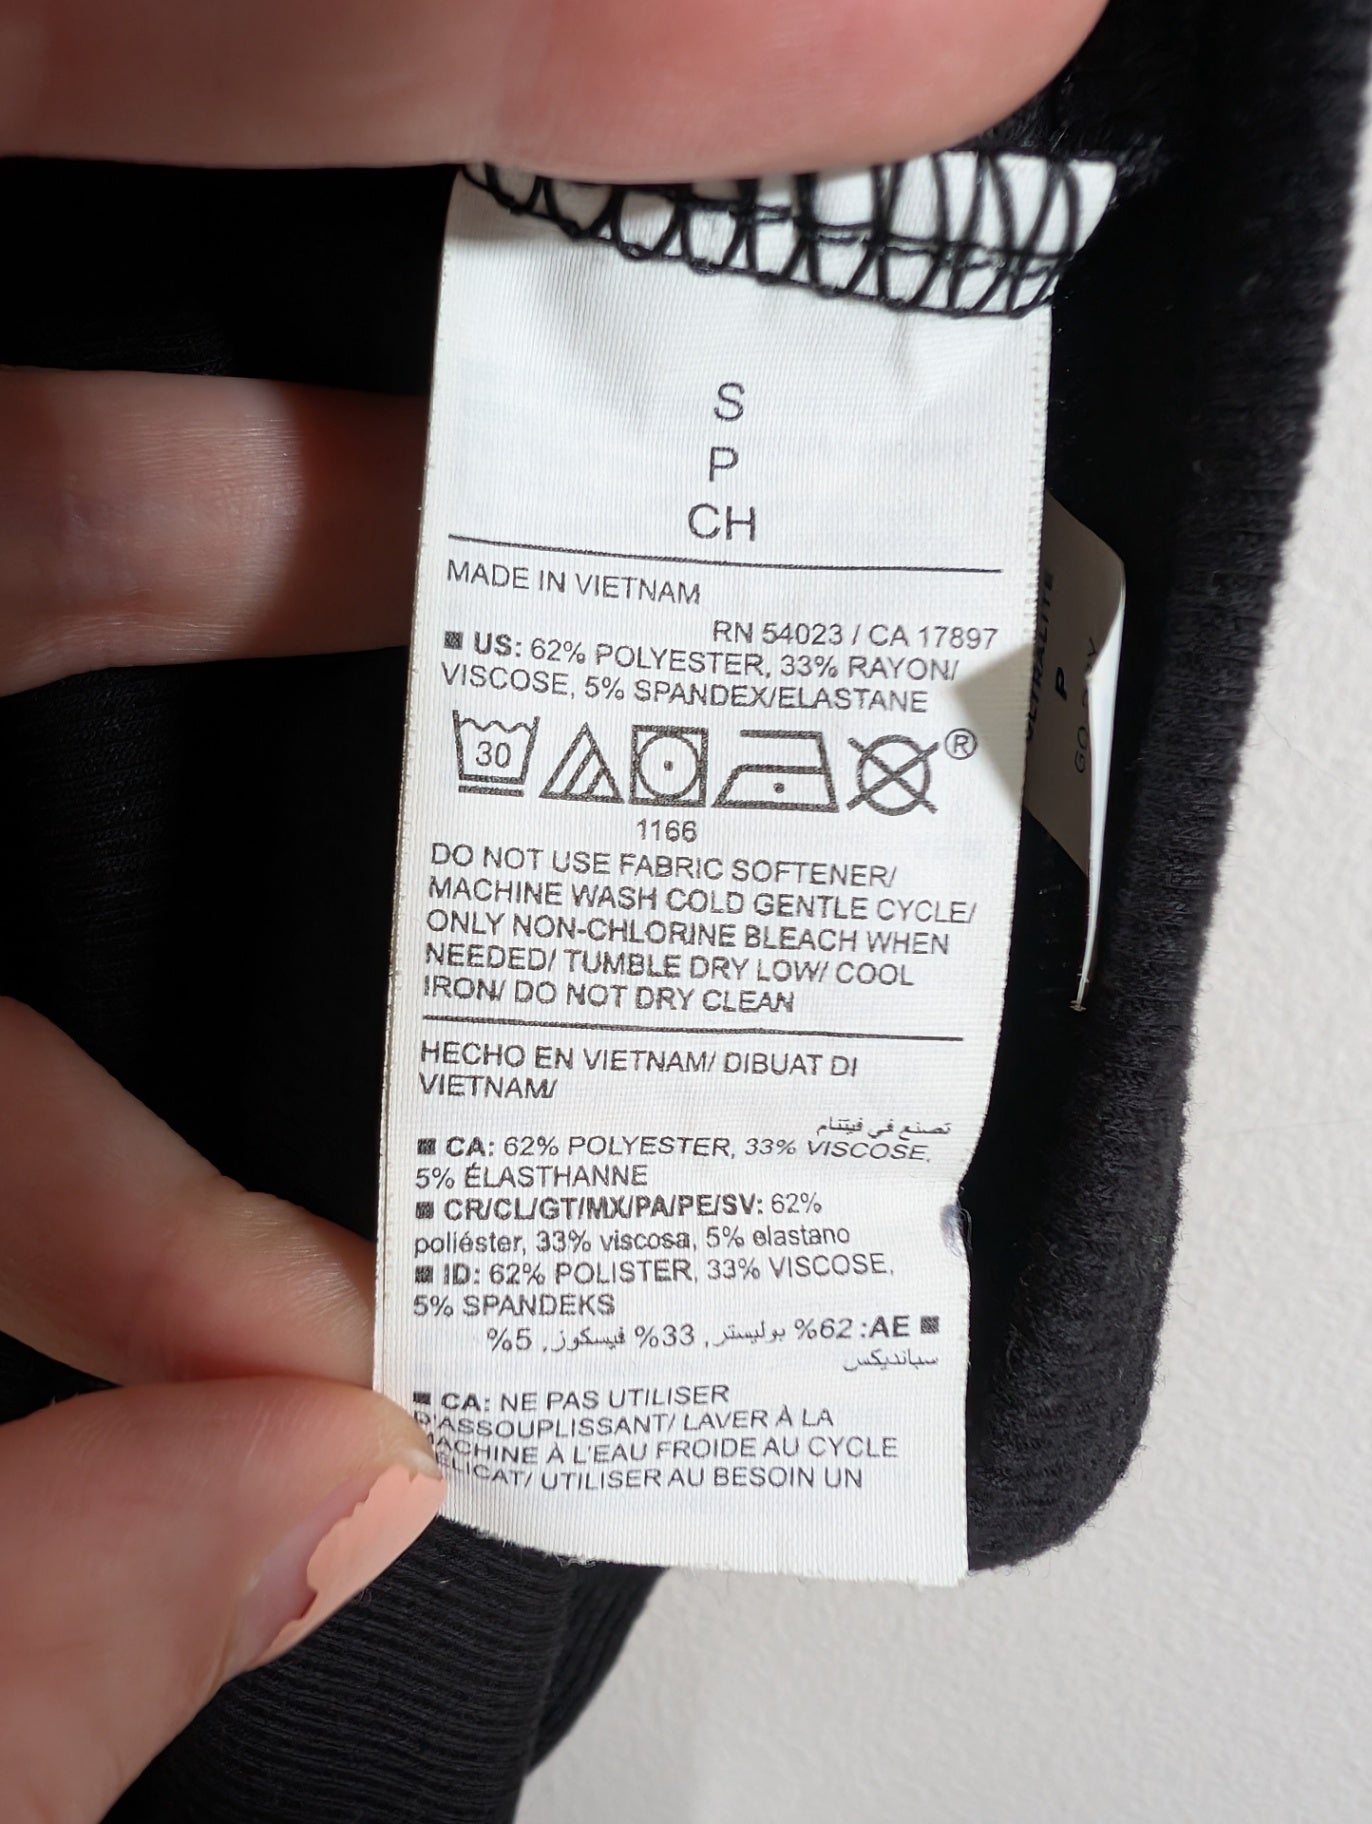 S
P
CH
MADE IN VIETNAM
RN 54023 / CA 17897
US: 62% POLYESTER, 33% RAYON/
VISCOSE, 5% SPANDEX/ELASTANE
30
®
1166
DO NOT USE FABRIC SOFTENER/
MACHINE WASH COLD GENTLE CYCLE/
ONLY NON-CHLORINE BLEACH WHEN
NEEDED/ TUMBLE DRY LOW/ COOL
IRON/ DO NOT DRY CLEAN
HECHO EN VIETNAM/ DIBUAT DI
VIETNAM/
تصنع في فيتنام
CA: 62% POLYESTER, 33% VISCOSE,
5% ÉLASTHANNE
CR/CL/GT/MX/PA/PE/SV: 62%
poliéster, 33% viscosa, 5% elastano
ID: 62% POLISTER, 33% VISCOSE,
5% SPANDEKS
AE: 62% بوليستر, 33% فيسكوز, 5%
سبانديكس
CA: NE PAS UTILISER
D'ASSOUPLISSANT/ LAVER À LA
MACHINE À L'EAU FROIDE AU CYCLE
DÉLICAT/ UTILISER AU BESOIN UN
P